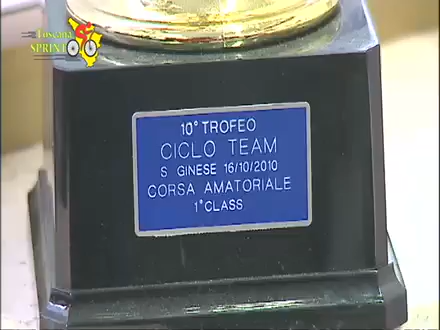 Toscana
SPRINT
10° TROFEO
CICLO TEAM
S GINESE 16/10/2010
CORSA AMATORIALE
1° CLASS